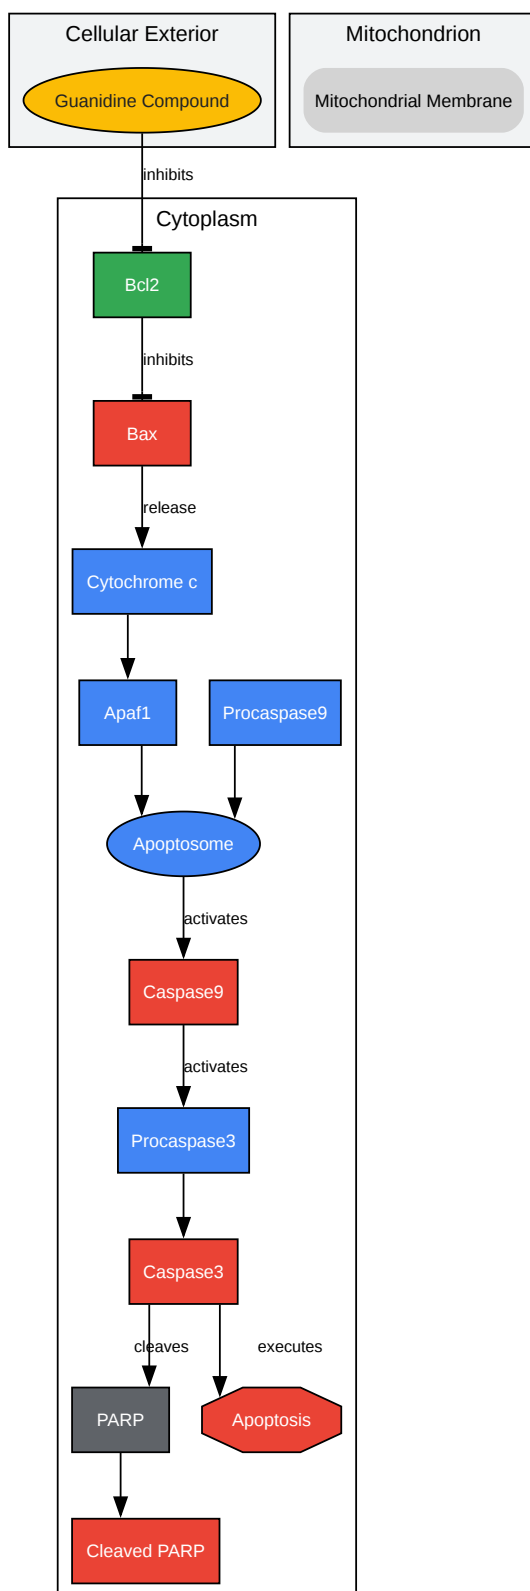 Cellular Exterior
Mitochondrion
Guanidine Compound
Mitochondrial Membrane
inhibits
Cytoplasm
Bcl2
inhibits
Bax
release
Cytochrome c
Apaf1
Procaspase9
Apoptosome
activates
Caspase9
activates
Procaspase3
Caspase3
cleaves
executes
PARP
Apoptosis
Cleaved PARP